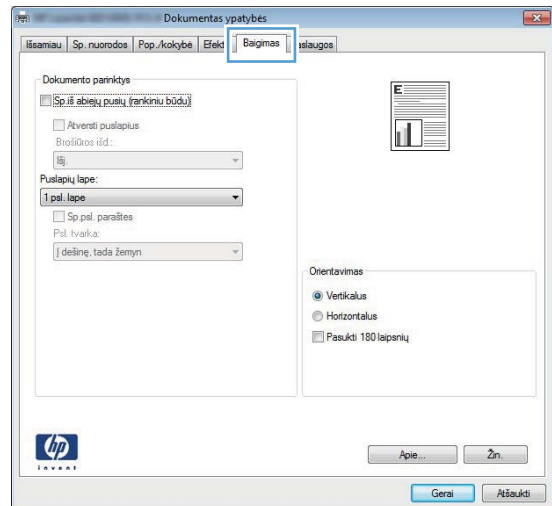 Dokumentas ypatybės
Išsamiau Sp. nuorodos Pop./kokybė Efekt Baigimas aslaugos
Dokumento parinktys
Sp.iš abiejų pusių (rankiniu būdu)
Atversti puslapius
Brošiūros išd.:
Išj.
Puslapių lape:
1 psl. lape
Sp.psl. paraštes
Psl. tvarka:
Į dešinę, tada žemyn
E
Orientavimas
Vertikalus
Horizontalus
Pasukti 180 laipsnių
hp
invent
Apie... Žin.
Gerai Atšaukti